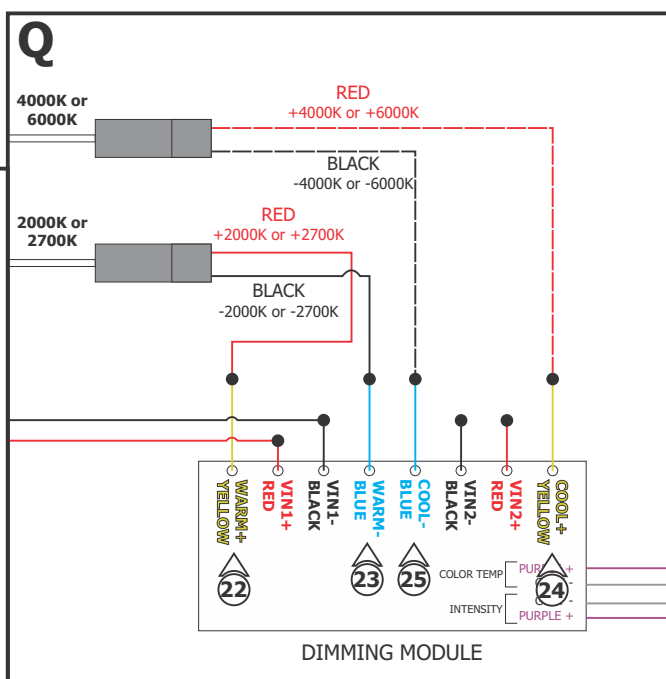 Q
4000K or
6000K
RED
+4000K or +6000K
BLACK
-4000K or -6000K
2000K or
2700K
RED
+2000K or +2700K
BLACK
-2000K or -2700K
WARM+
YELLOW
VIN1+
RED
VIN1-
BLACK
WARM-
BLUE
COOL-
BLUE
VIN2-
BLACK
VIN2+
RED
COOL+
YELLOW
22
23
25
24
COLOR TEMP
+
-
INTENSITY
-
PURPLE +
DIMMING MODULE